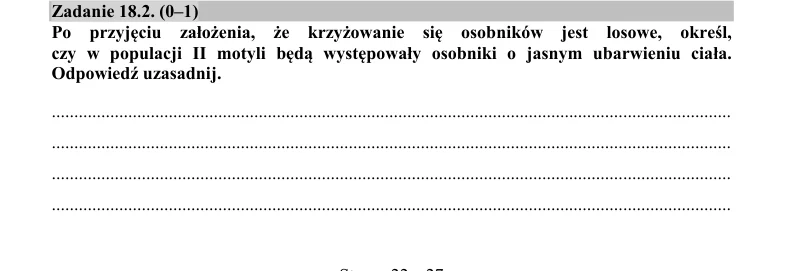 Zadanie 18.2. (0–1)
Po przyjęciu założenia, że krzyżowanie się osobników jest losowe, określ,
czy w populacji II motyli będą występowały osobniki o jasnym ubarwieniu ciała.
Odpowiedź uzasadnij.